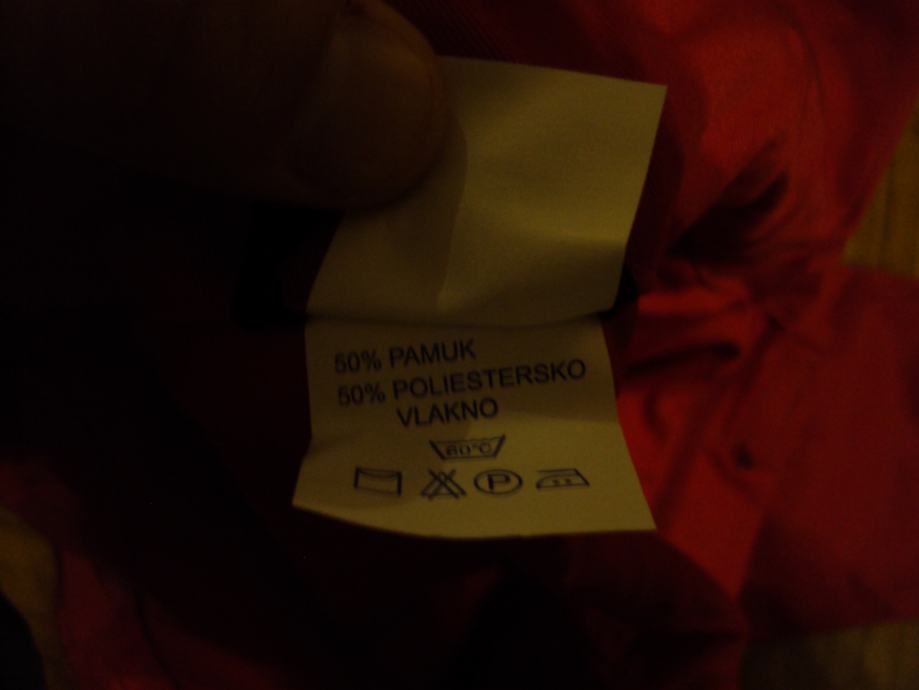 50% PAMUK
50% POLIESTERSKO
VLAKNO
60°C
P